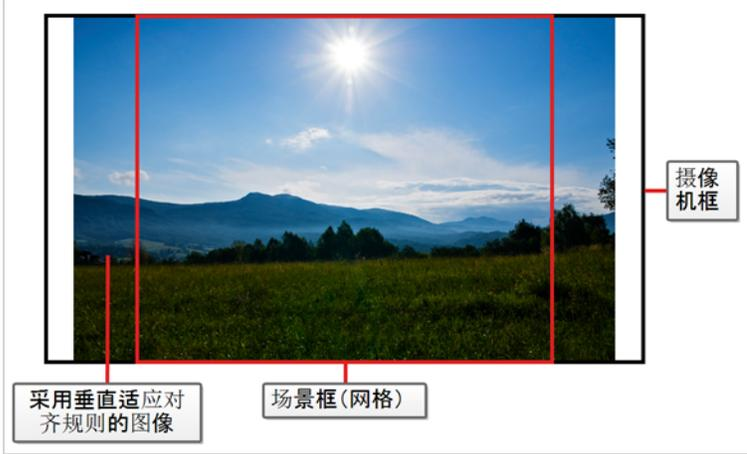 摄像
机框
采用垂直适应对
齐规则的图像
场景框(网格)